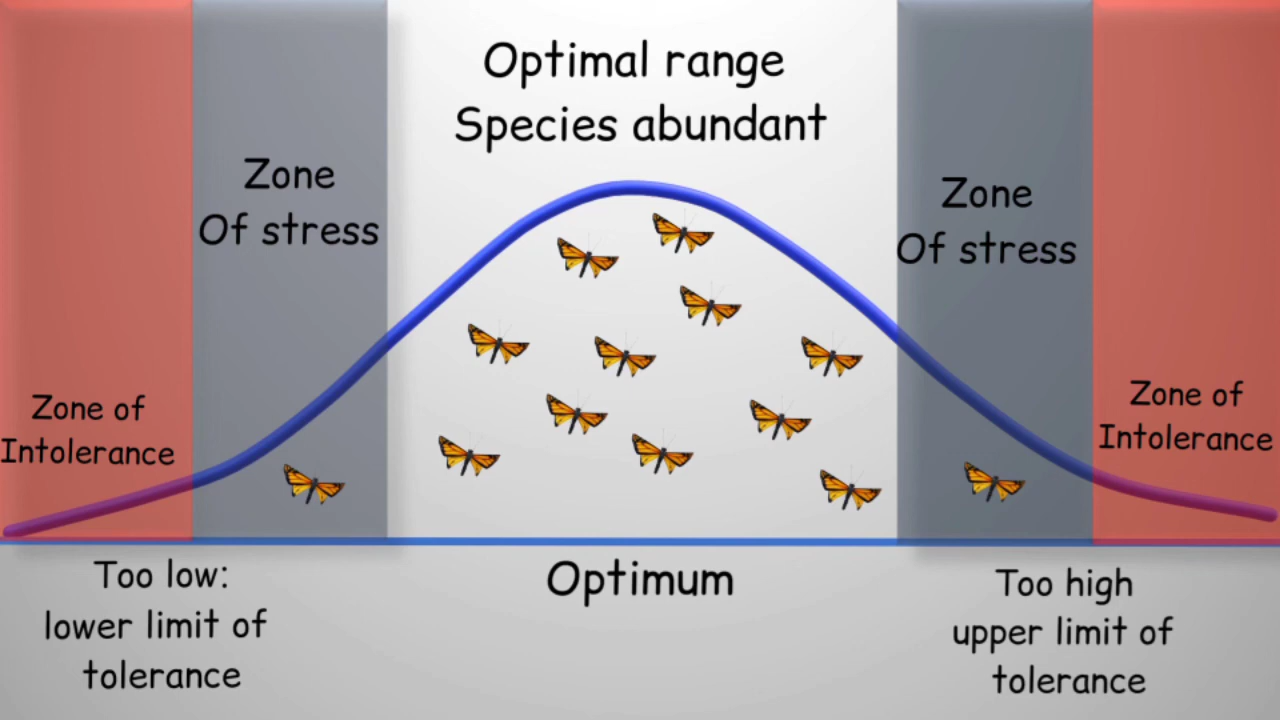 Optimal range
Species abundant
Zone
Of stress
Zone
Of stress
Zone of
Intolerance
Zone of
Intolerance
Too low:
lower limit of
tolerance
Optimum
Too high
upper limit of
tolerance